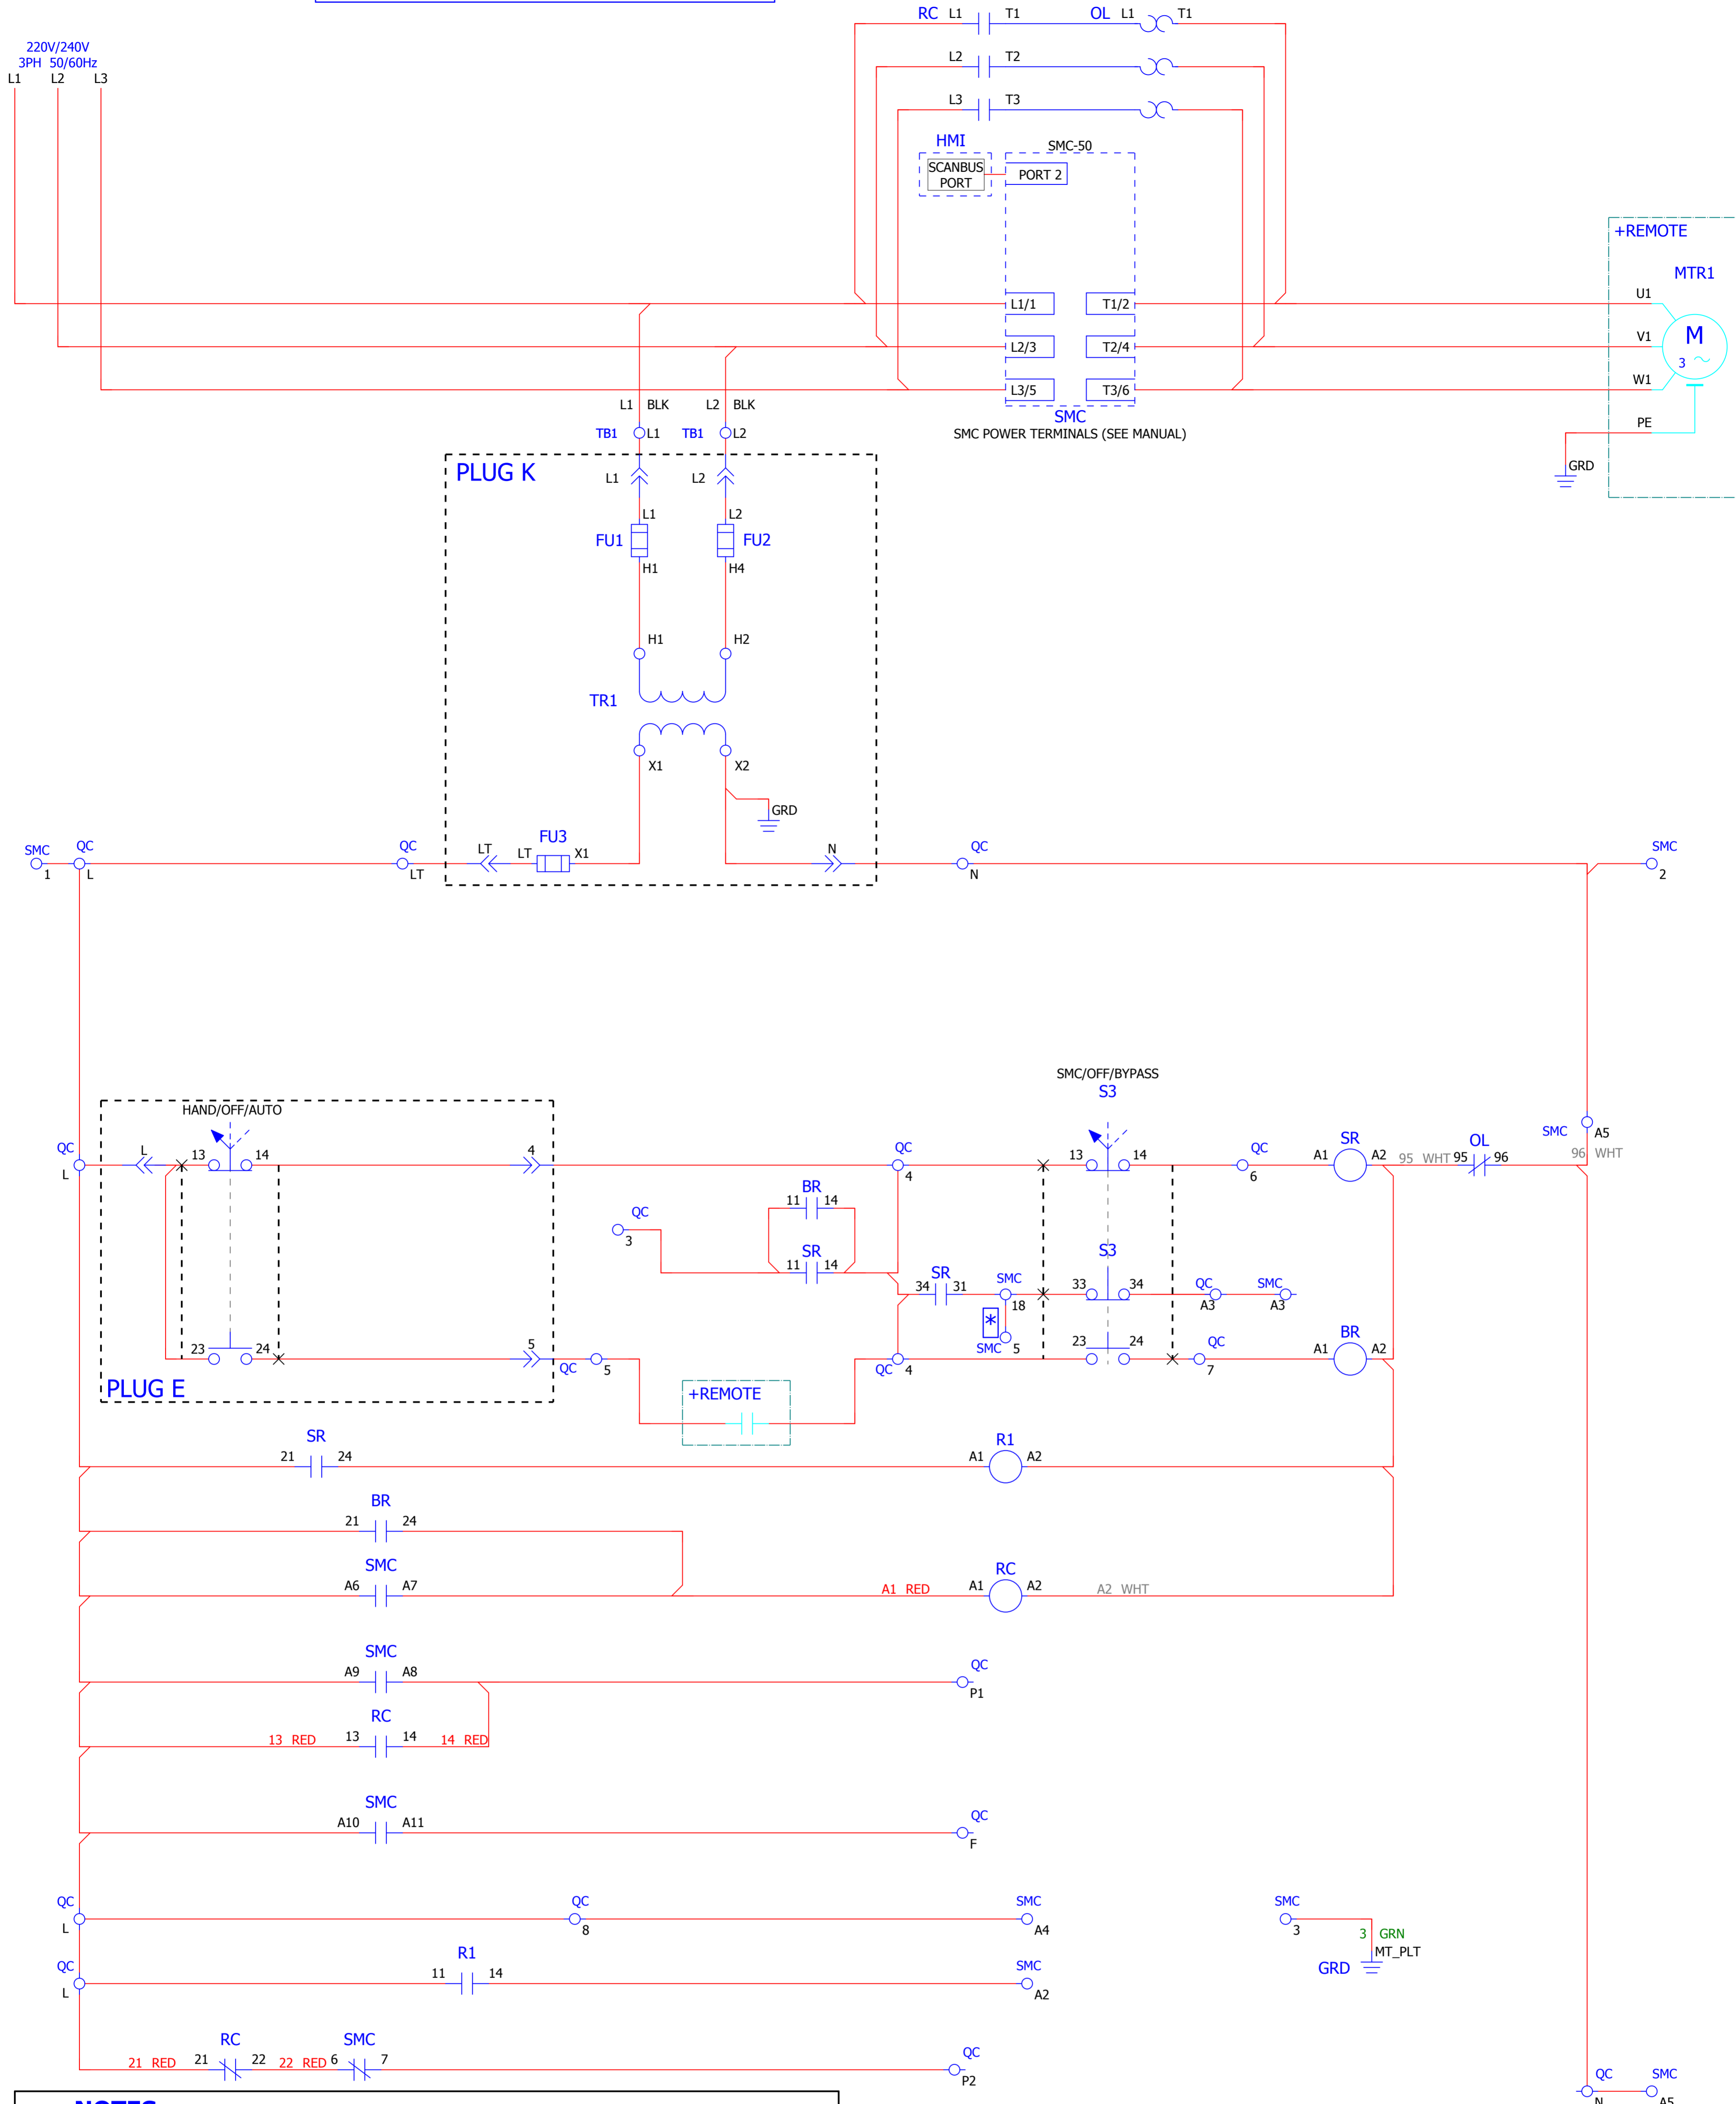 RC L1 T1 OL L1 T1
220V/240V
3PH 50/60Hz
L1 L2 L3
L2 T2
L3 T3
HMI
SCANBUS
PORT
SMC-50
PORT 2
+REMOTE
MTR1
L1/1 T1/2 U1
L2/3 T2/4 V1
M
3
L3/5 T3/6 W1
SMC
SMC POWER TERMINALS (SEE MANUAL)
PE
GRD
L1 BLK L2 BLK
TB1 L1 TB1 L2
PLUG K
L1 L2
L1 L2
FU1 FU2
H1 H4
H1 H2
TR1
X1 X2
GRD
SMC QC QC FU3 QC SMC
LT LT X1 N
1 L LT N 2
SMC/OFF/BYPASS
S3
HAND/OFF/AUTO
QC L 13 14 4 QC 13 14 QC SR OL SMC A5
L 4 6 A1 A2 95 WHT 95 96 96 WHT
BR
11 14
QC
3
SR
11 14
S3
SR
34 31 SMC 33 34 QC SMC
18 A3 A3
*
SMC 5
23 24 5 QC 5 QC 4 23 24 QC 7 BR A1 A2
PLUG E
+REMOTE
SR R1
21 24 A1 A2
BR
21 24
SMC RC
A6 A7 A1 RED A1 A2 A2 WHT
SMC QC
A9 A8 P1
RC
13 RED 13 14 14 RED
SMC QC
A10 A11 F
QC QC SMC SMC
L 8 A4 3
3 GRN
MT_PLT
GRD
QC R1 SMC
L 11 14 A2
RC SMC QC
21 RED 21 22 22 RED 6 7 P2
QC SMC
N A5
NOTES